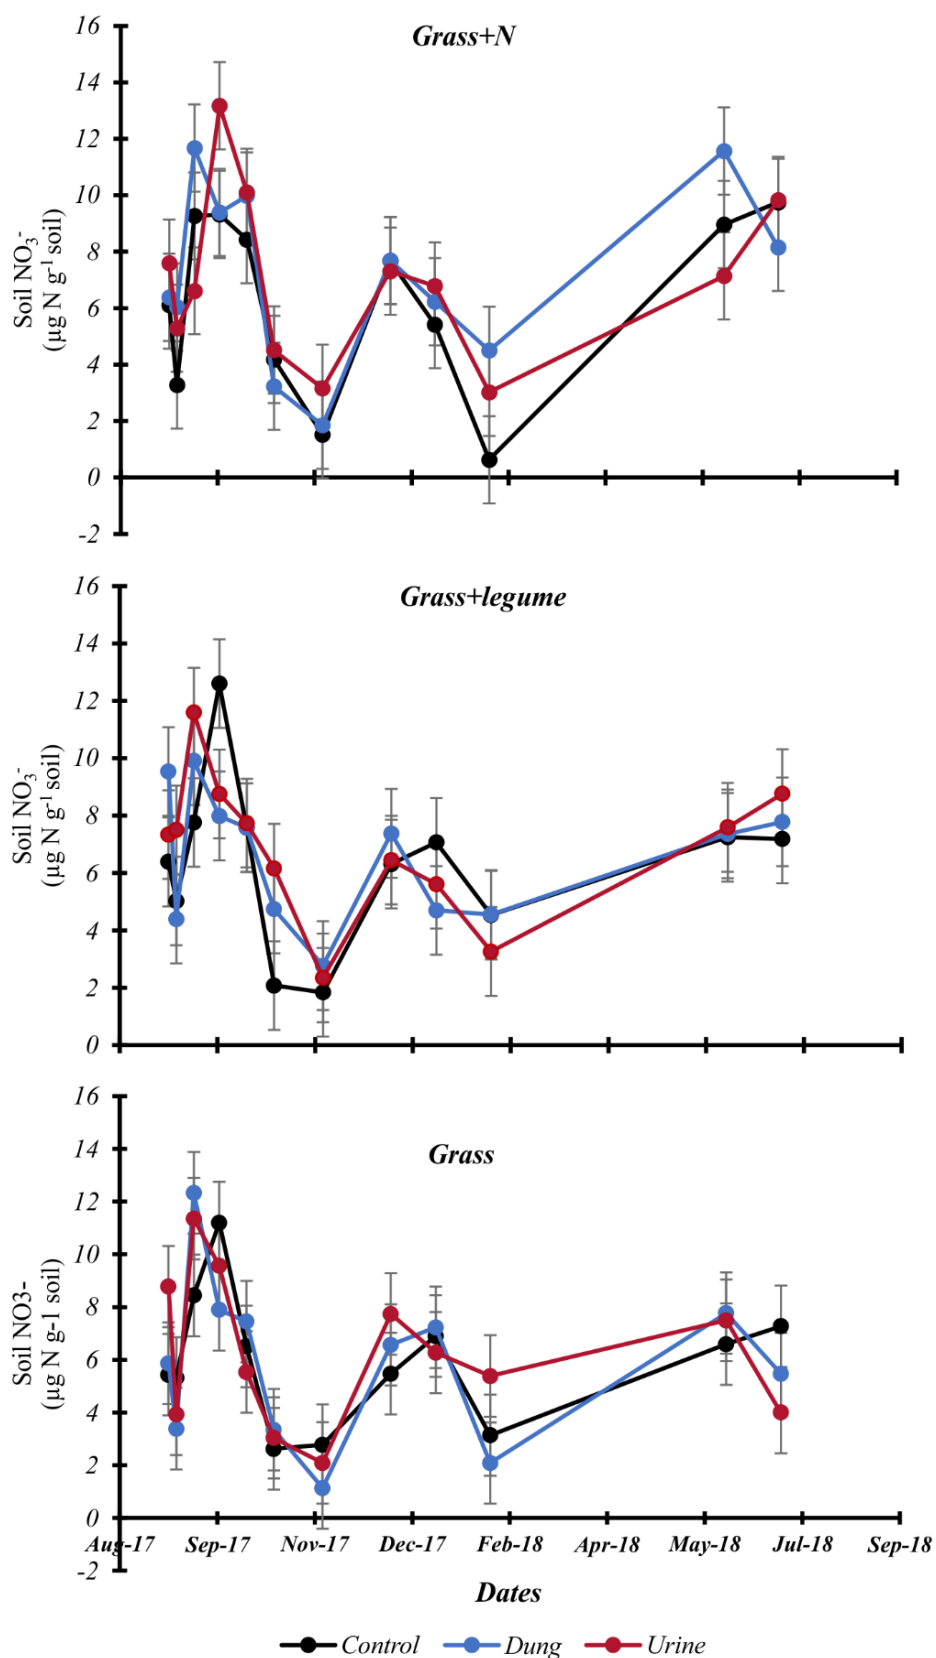 Grass+N
16
14
12
10
8
6
4
2
0
-2
Soil NO₃-
(µg N g⁻¹ soil)
Grass+legume
16
14
12
10
8
6
4
2
0
Soil NO₃-
(µg N g⁻¹ soil)
Grass
16
14
12
10
8
6
4
2
0
-2
Soil NO3-
(µg N g-1 soil)
Aug-17 Sep-17 Nov-17 Dec-17 Feb-18 Apr-18 May-18 Jul-18 Sep-18
Dates
Control Dung Urine